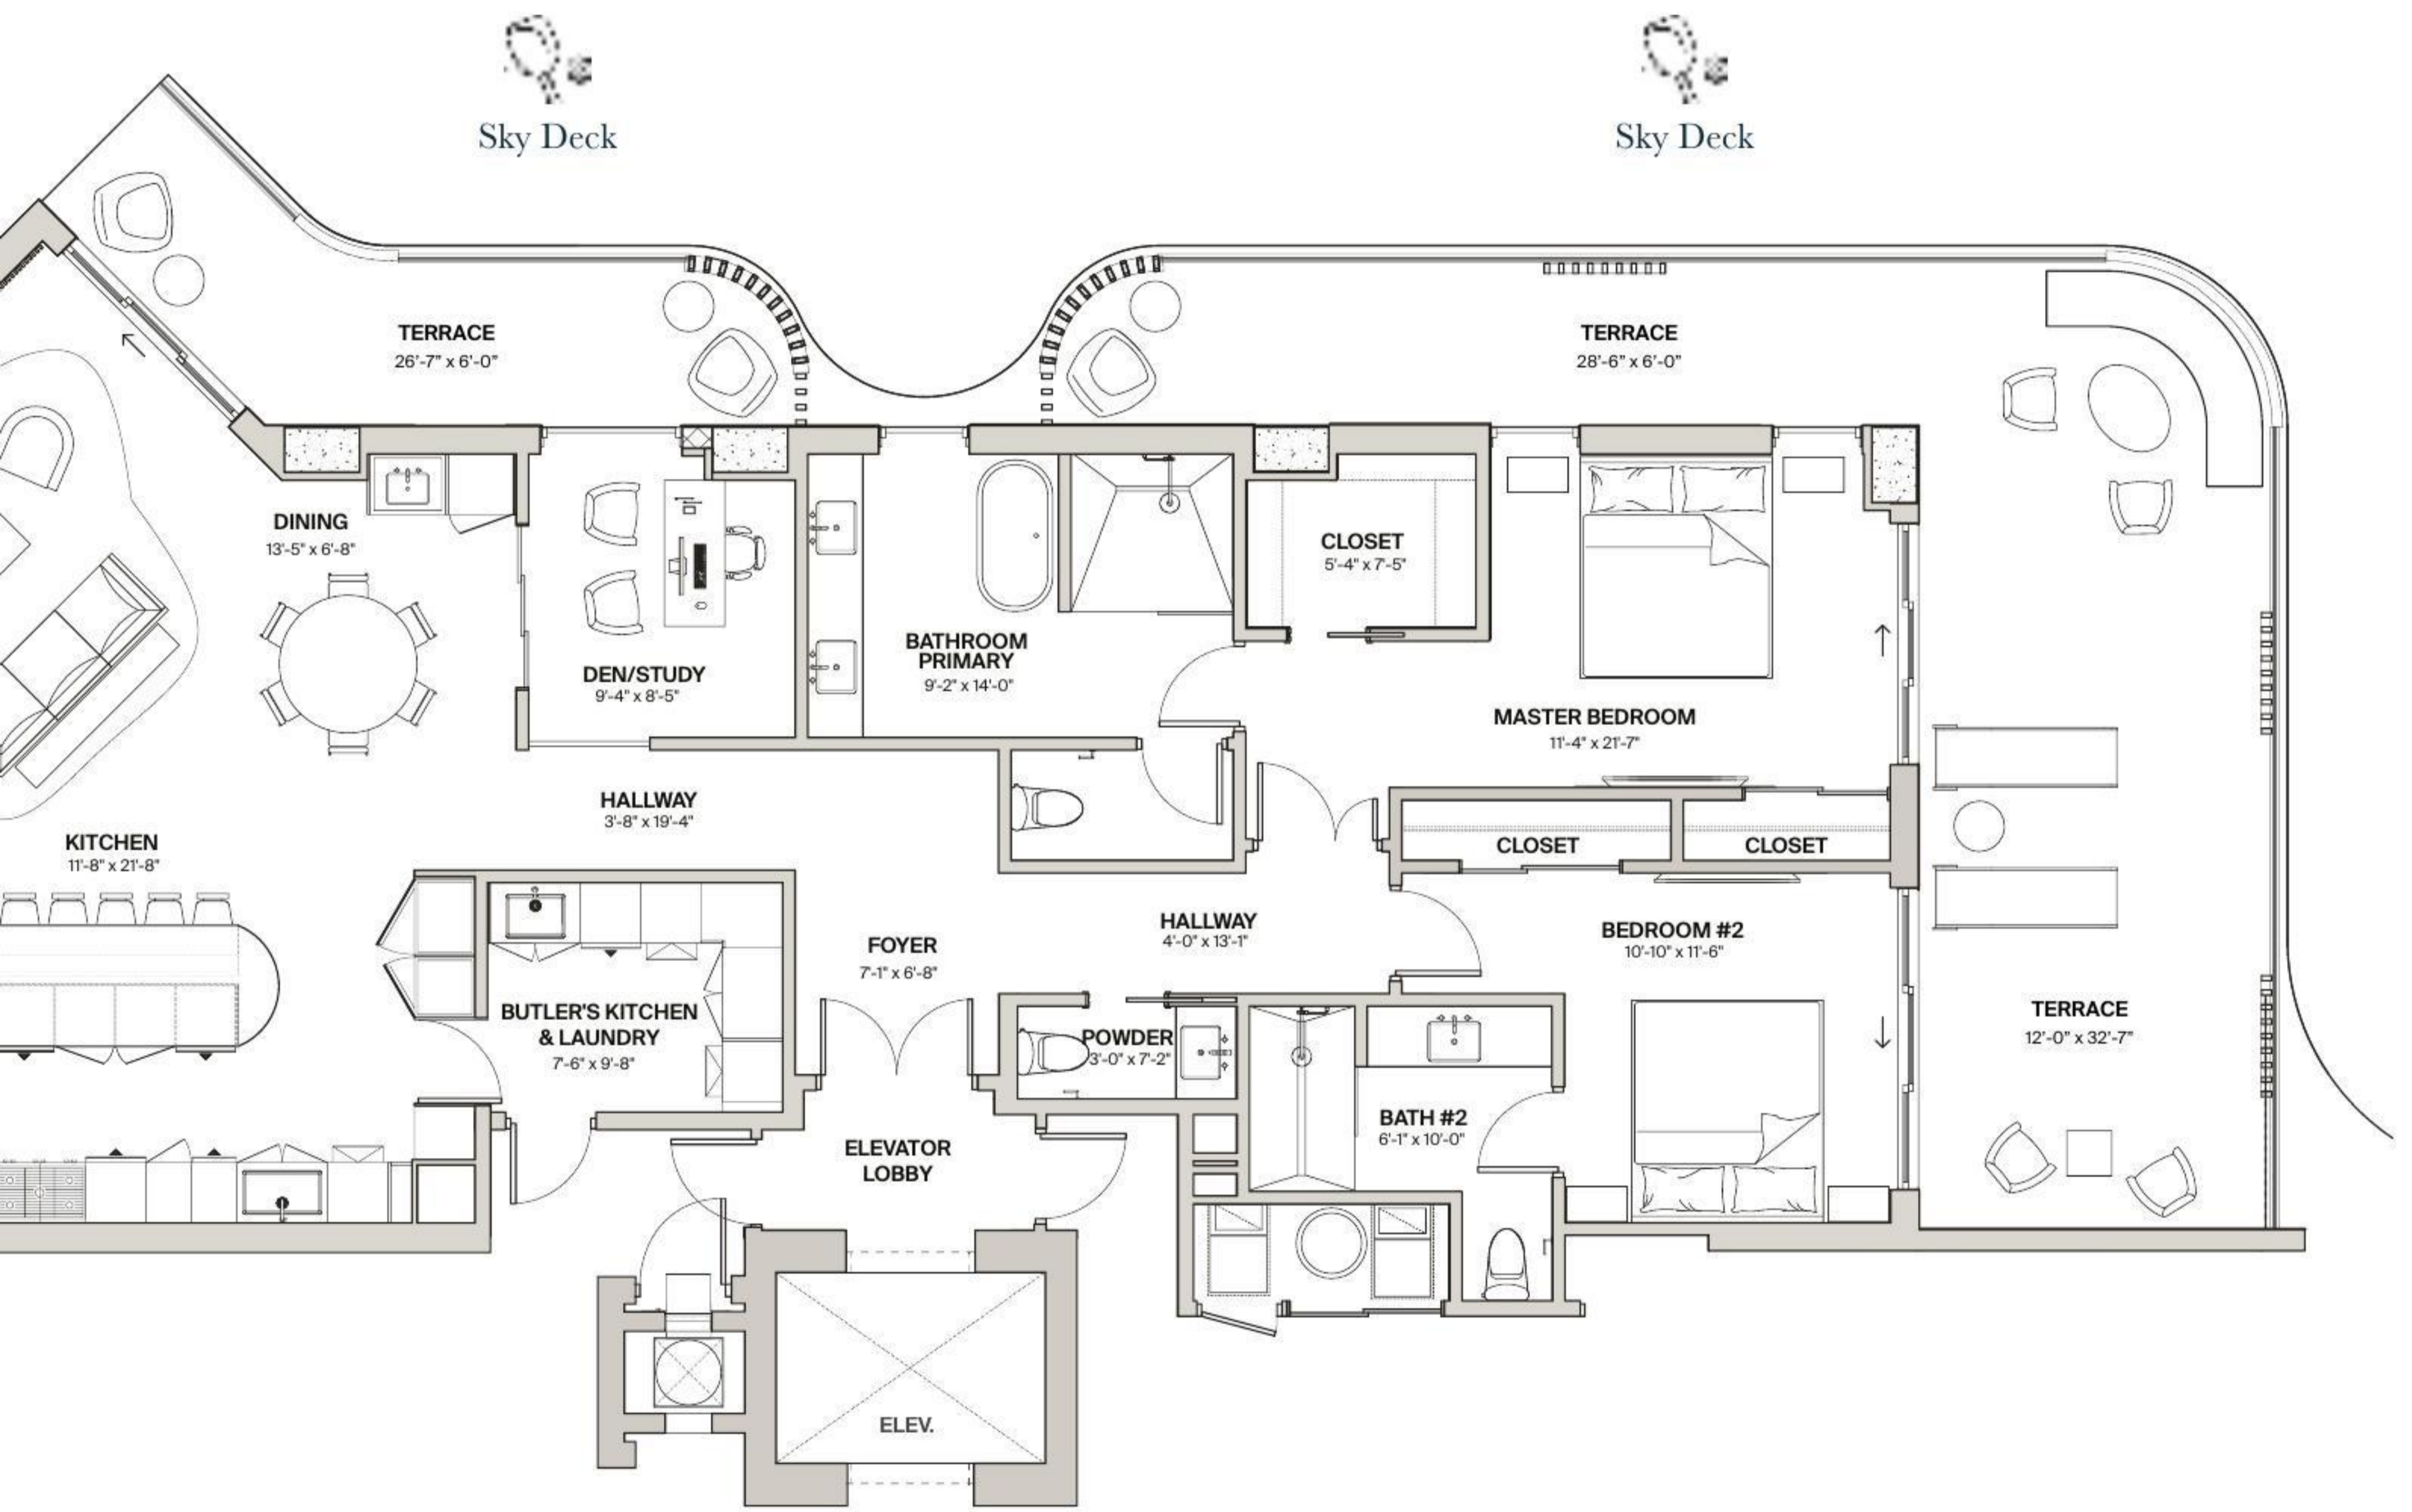 Sky Deck
Sky Deck
TERRACE
26'-7" x 6'-0"
TERRACE
28'-6" x 6'-0"
DINING
13'-5" x 6'-8"
CLOSET
5'-4" x 7'-5"
BATHROOM
PRIMARY
9'-2" x 14'-0"
DEN/STUDY
9'-4" x 8'-5"
MASTER BEDROOM
11'-4" x 21'-7"
HALLWAY
3'-8" x 19'-4"
KITCHEN
11'-8" x 21'-8"
CLOSET
CLOSET
HALLWAY
4'-0" x 13'-1"
BEDROOM #2
10'-10" x 11'-6"
FOYER
7'-1" x 6'-8"
BUTLER'S KITCHEN
& LAUNDRY
7'-6" x 9'-8"
POWDER
3'-0" x 7'-2"
TERRACE
12'-0" x 32'-7"
BATH #2
6'-1" x 10'-0"
ELEVATOR
LOBBY
ELEV.